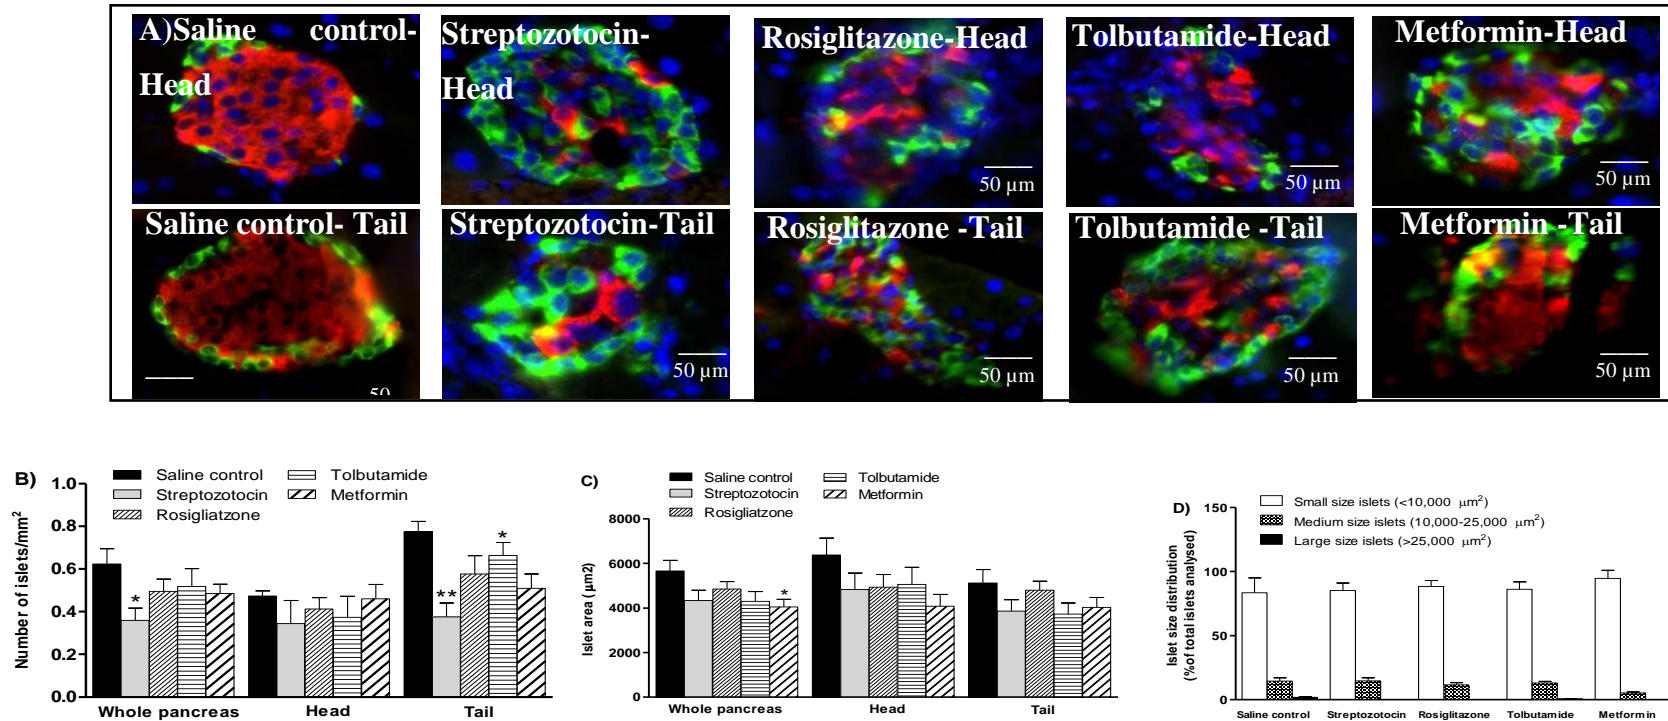 A)Saline control-
Head
Streptozotocin-
Head
Rosiglitazone-Head
50 µm
Tolbutamide-Head
50 µm
Metformin-Head
50 µm
Saline control- Tail
50
Streptozotocin-Tail
50 µm
Rosiglitazone -Tail
50 µm
Tolbutamide -Tail
50 µm
Metformin -Tail
50 µm
B)
Saline control
Streptozotocin
Rosigliatzone
Tolbutamide
Metformin
Number of islets/mm²
1.0
0.8
0.6
0.4
0.2
0.0
*
**
*
Whole pancreas
Head
Tail
C)
Saline control
Streptozotocin
Rosigliatzone
Tolbutamide
Metformin
Islet area (µm2)
8000
6000
4000
2000
0
*
Whole pancreas
Head
Tail
D)
Small size islets (<10,000 µm²)
Medium size islets (10,000-25,000 µm²)
Large size islets (>25,000 µm²)
Islet size distribution
(%of total islets analysed)
150
100
50
0
Saline control
Streptozotocin
Rosiglitazone
Tolbutamide
Metformin